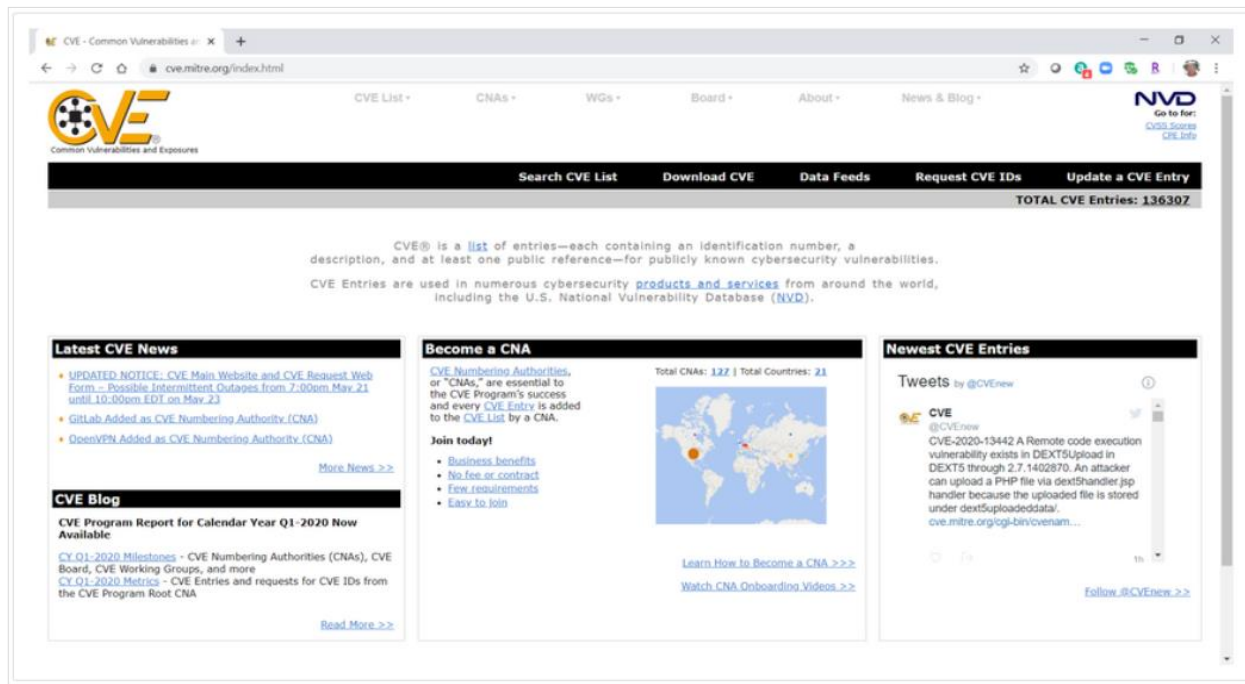 CVE - Common Vulnerabilities an
cve.mitre.org/index.html
CVE
Common Vulnerabilities and Exposures
CVE List
CNAs
WGs
Board
About
News & Blog
NVD
Go to for:
CVSS Scores
CPE Info
Search CVE List Download CVE Data Feeds Request CVE IDs Update a CVE Entry
TOTAL CVE Entries: 136307
CVE® is a list of entries—each containing an identification number, a
description, and at least one public reference—for publicly known cybersecurity vulnerabilities.
CVE Entries are used in numerous cybersecurity products and services from around the world,
including the U.S. National Vulnerability Database (NVD).
Latest CVE News
UPDATED NOTICE: CVE Main Website and CVE Request Web
Form – Possible Intermittent Outages from 7:00pm May 21
until 10:00pm EDT on May 23
GitLab Added as CVE Numbering Authority (CNA)
OpenVPN Added as CVE Numbering Authority (CNA)
More News >>
CVE Blog
CVE Program Report for Calendar Year Q1-2020 Now
Available
CY Q1-2020 Milestones - CVE Numbering Authorities (CNAs), CVE
Board, CVE Working Groups, and more
CY Q1-2020 Metrics - CVE Entries and requests for CVE IDs from
the CVE Program Root CNA
Read More >>
Become a CNA
CVE Numbering Authorities,
or "CNAs," are essential to
the CVE Program's success
and every CVE Entry is added
to the CVE List by a CNA.
Join today!
Business benefits
No fee or contract
Few requirements
Easy to join
Total CNAs: 127 | Total Countries: 21
Learn How to Become a CNA >>>
Watch CNA Onboarding Videos >>
Newest CVE Entries
Tweets by @CVEnew
CVE
@CVEnew
CVE-2020-13442 A Remote code execution
vulnerability exists in DEXT5Upload in
DEXT5 through 2.7.1402870. An attacker
can upload a PHP file via dext5handler.jsp
handler because the uploaded file is stored
under dext5uploadeddata/.
cve.mitre.org/cgi-bin/cvenam…
1h
Follow @CVEnew >>